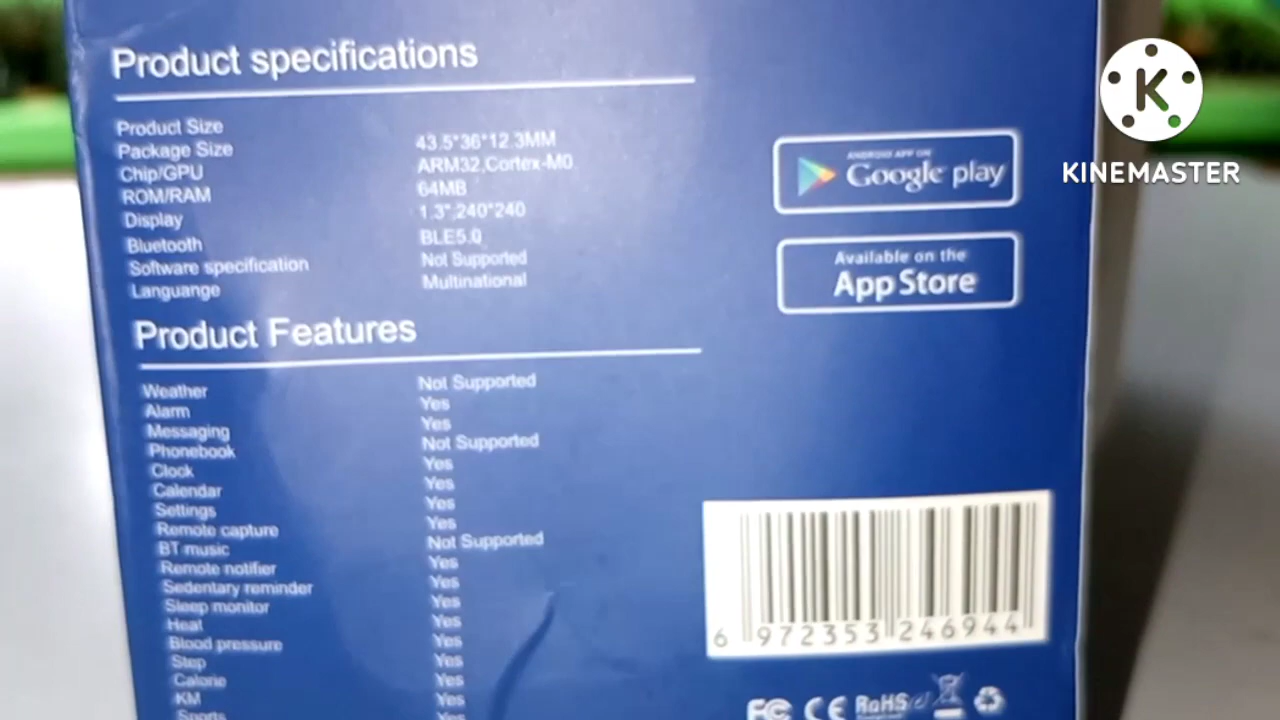 Product specifications
Product Size
Package Size 43.5*36*12.3MM
Chip/GPU ARM32,Cortex-M0
ROM/RAM 64MB
Display 1.3",240*240
Bluetooth BLE5.0
Software specification Not Supported
Languange Multinational
Product Features
Weather Not Supported
Alarm Yes
Messaging Yes
Phonebook Not Supported
Clock Yes
Calendar Yes
Settings Yes
Remote capture Yes
BT music Not Supported
Remote notifier Yes
Sedentary reminder Yes
Sleep monitor Yes
Heat Yes
Blood pressure Yes
Step Yes
Calorie Yes
KM Yes
Sports Yes
ANDROID APP ON
Google play
Available on the
App Store
6 972353 246944
FC CE RoHS
K
KINEMASTER